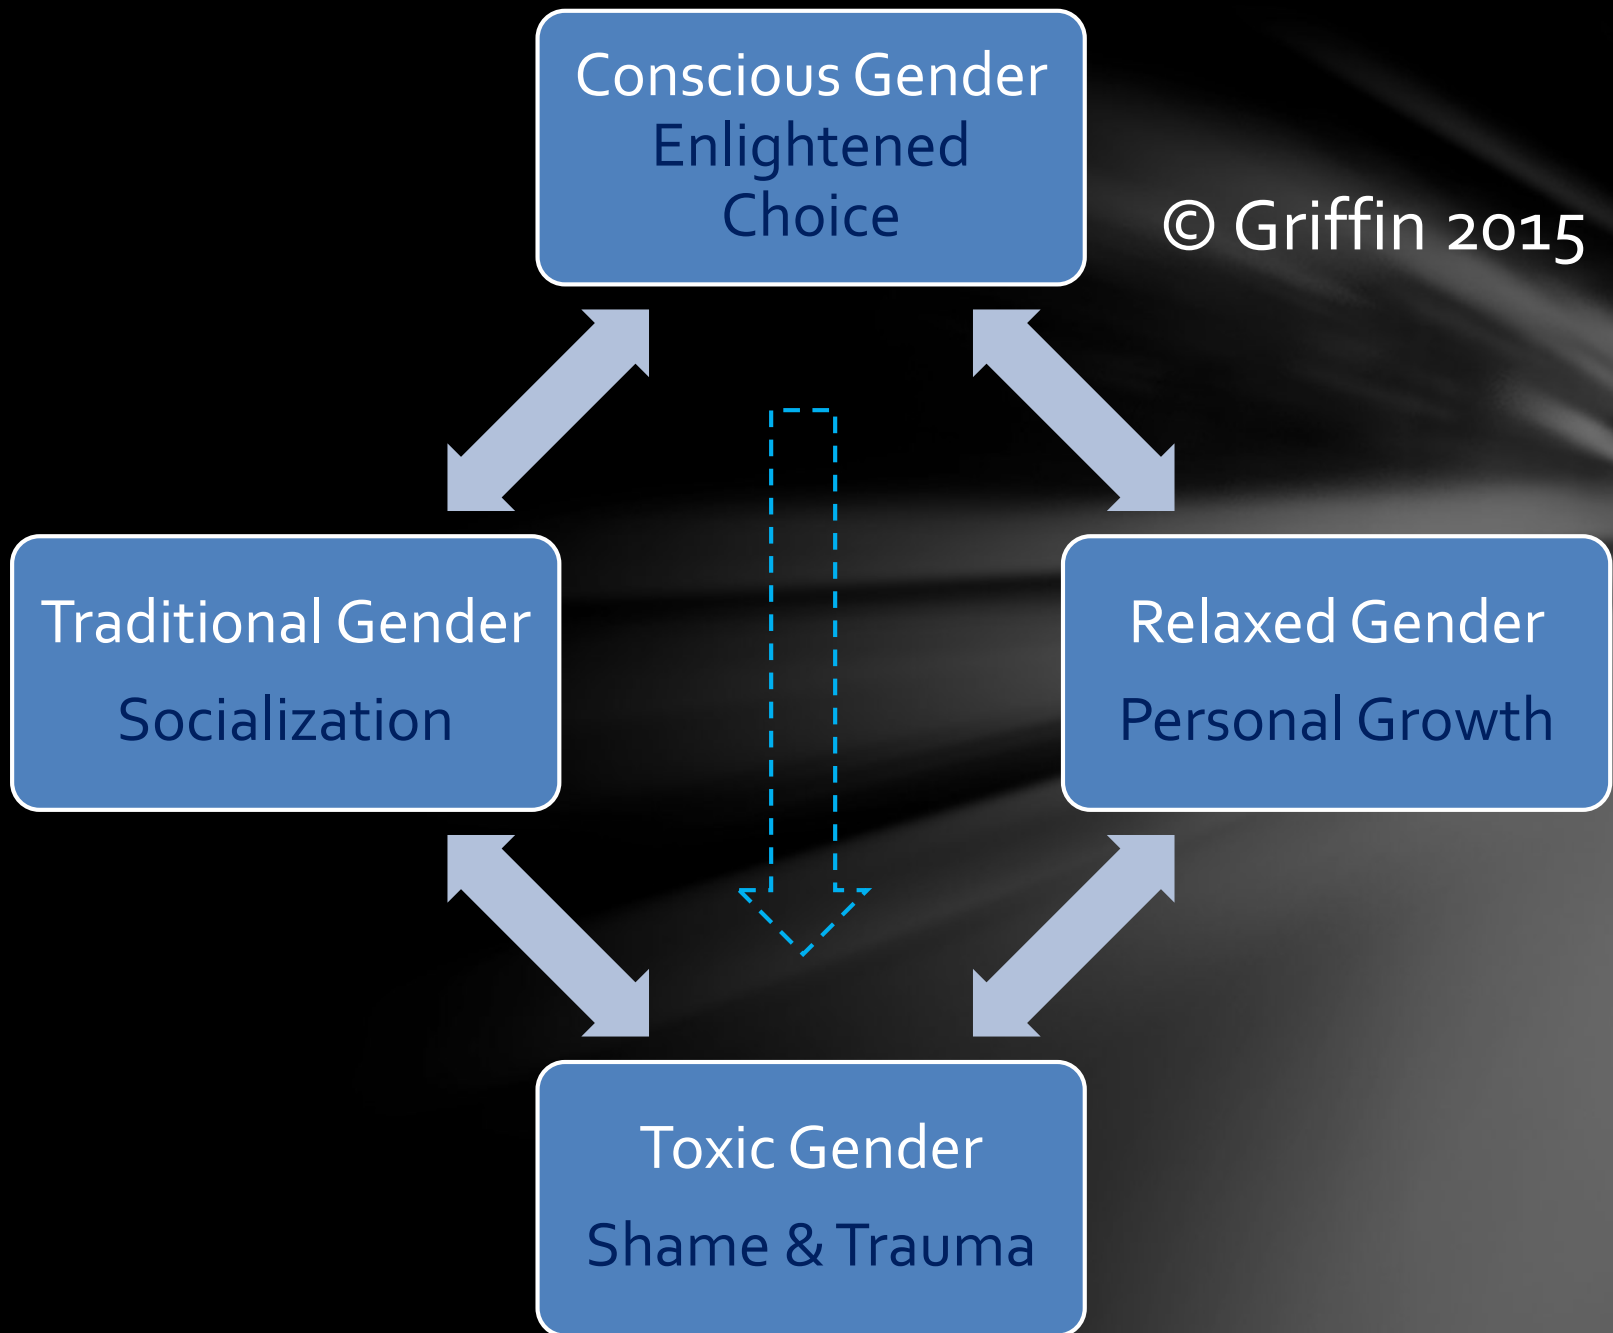 Conscious Gender
Enlightened
Choice
© Griffin 2015
Traditional Gender
Socialization
Relaxed Gender
Personal Growth
Toxic Gender
Shame & Trauma